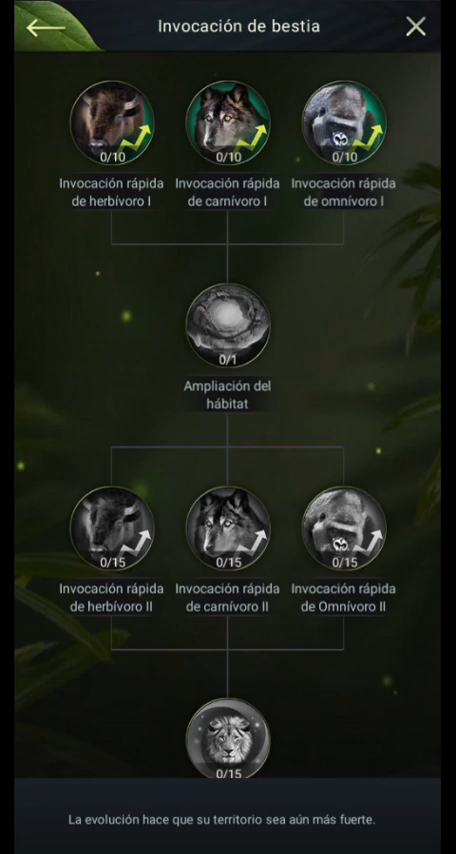 Invocación de bestia
0/10 0/10 0/10
Invocación rápida Invocación rápida Invocación rápida
de herbívoro I de carnívoro I de omnívoro I
0/1
Ampliación del
hábitat
0/15 0/15 0/15
Invocación rápida Invocación rápida Invocación rápida
de herbívoro II de carnívoro II de Omnívoro II
0/15
La evolución hace que su territorio sea aún más fuerte.